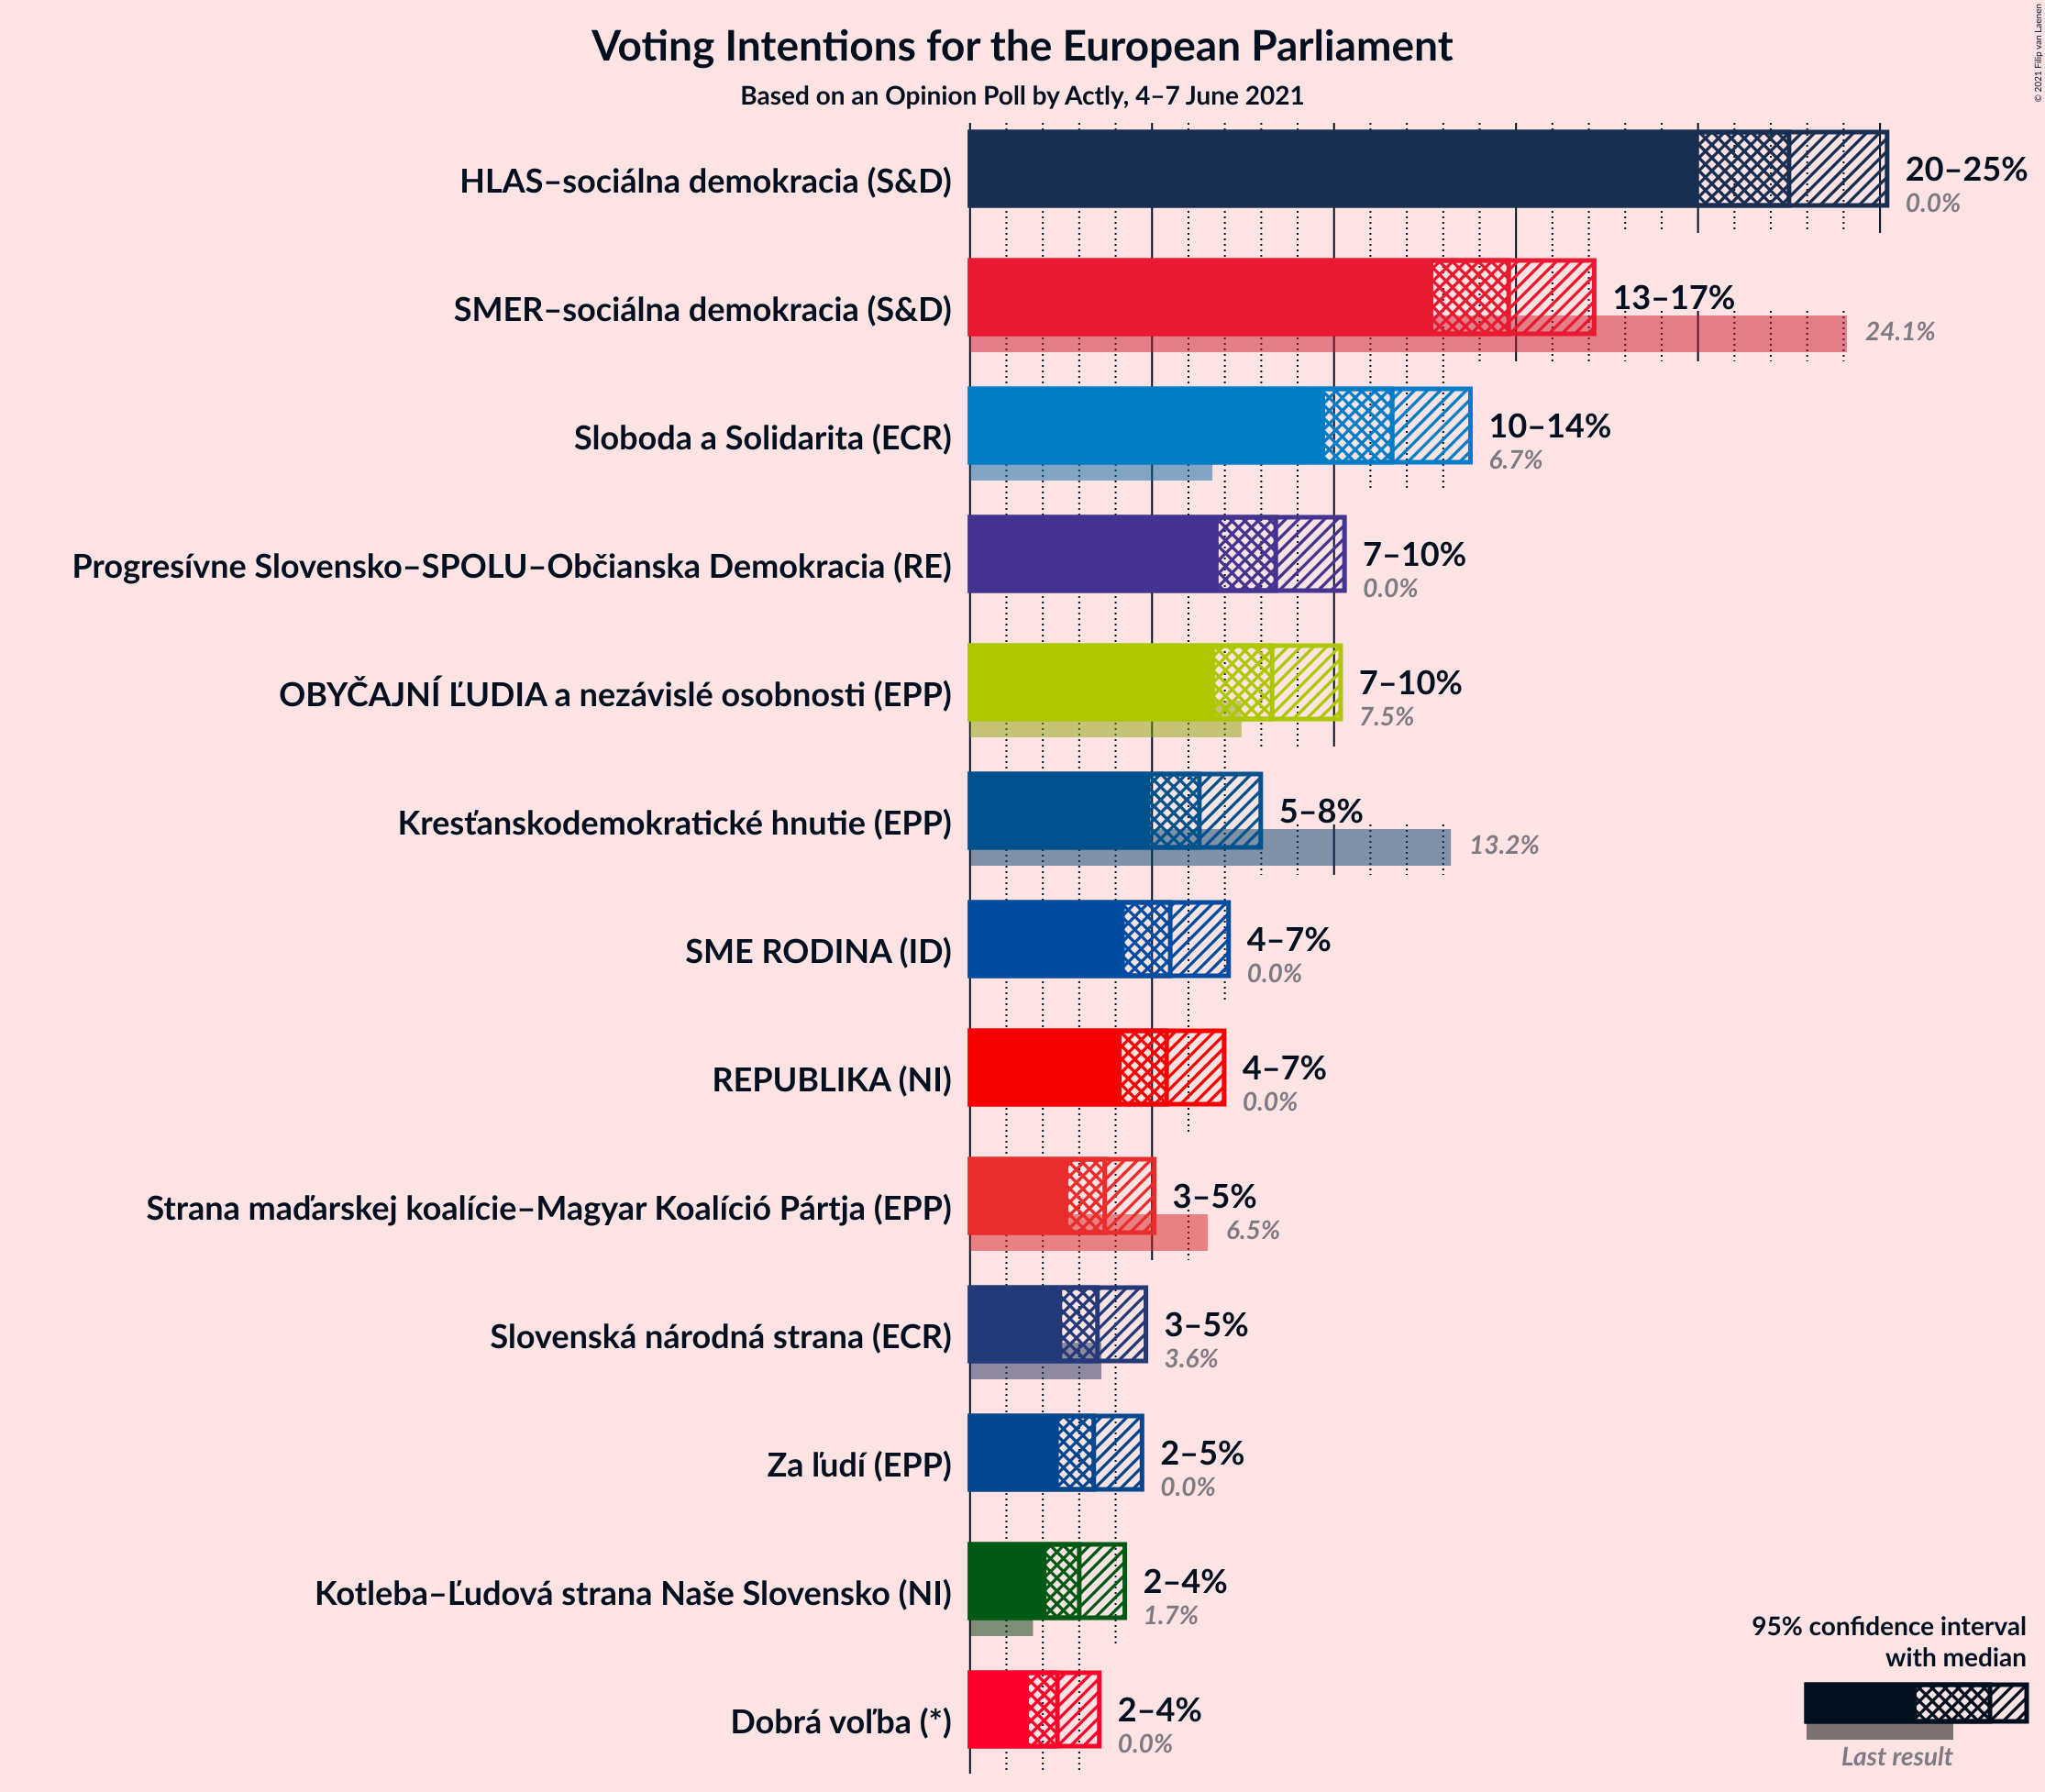 Voting Intentions for the European Parliament
Based on an Opinion Poll by Actly, 4–7 June 2021
© 2021 Filip van Laenen
HLAS–sociálna demokracia (S&D)
20–25%
0.0%
SMER–sociálna demokracia (S&D)
13–17%
24.1%
Sloboda a Solidarita (ECR)
10–14%
6.7%
Progresívne Slovensko–SPOLU–Občianska Demokracia (RE)
7–10%
0.0%
OBYČAJNÍ ĽUDIA a nezávislé osobnosti (EPP)
7–10%
7.5%
Kresťanskodemokratické hnutie (EPP)
5–8%
13.2%
SME RODINA (ID)
4–7%
0.0%
REPUBLIKA (NI)
4–7%
0.0%
Strana maďarskej koalície–Magyar Koalíció Pártja (EPP)
3–5%
6.5%
Slovenská národná strana (ECR)
3–5%
3.6%
Za ľudí (EPP)
2–5%
0.0%
Kotleba–Ľudová strana Naše Slovensko (NI)
2–4%
1.7%
Dobrá voľba (*)
2–4%
0.0%
95% confidence interval
with median
Last result